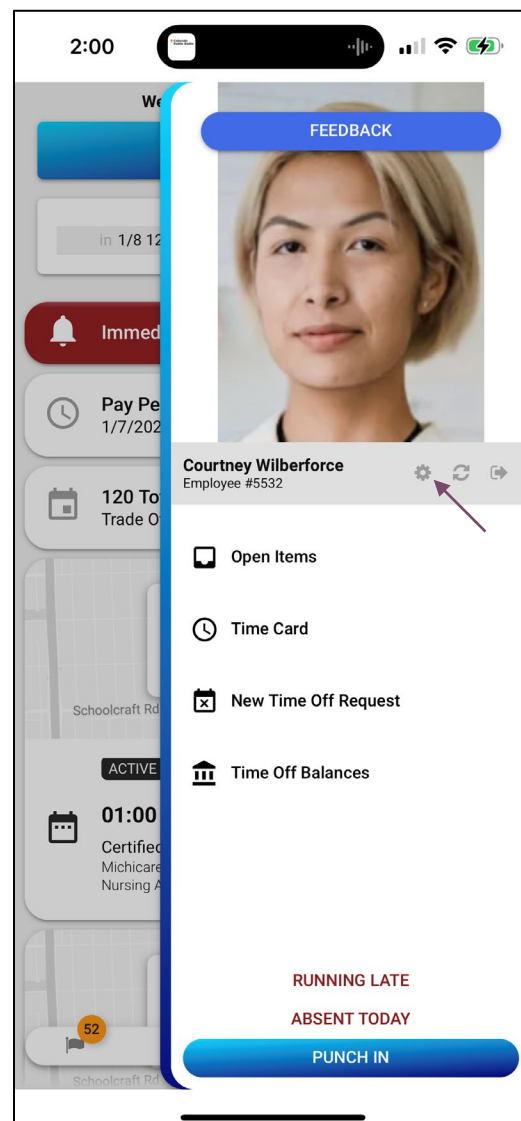 2:00
We
FEEDBACK
in 1/8 12
Immed
Pay Pe
1/7/202
Courtney Wilberforce
Employee #5532
120 To
Trade O
Open Items
Time Card
New Time Off Request
Schoolcraft Rd
ACTIVE
Time Off Balances
01:00
Certified
Michicare
Nursing A
RUNNING LATE
ABSENT TODAY
52
PUNCH IN
Schoolcraft Rd